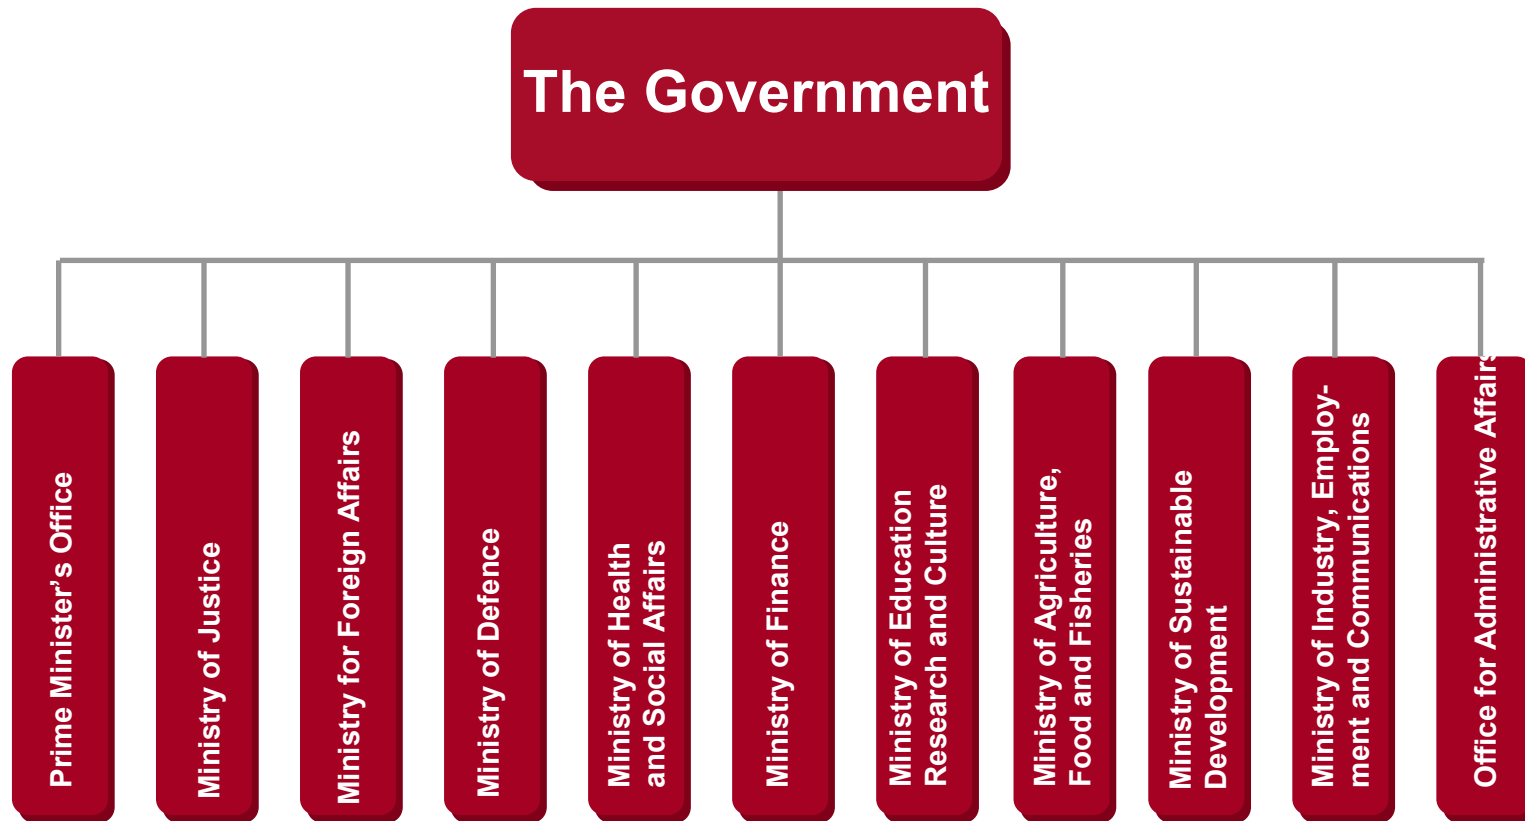 The Government
Prime Minister’s Office
Ministry of Justice
Ministry for Foreign Affairs
Ministry of Defence
Ministry of Health
and Social Affairs
Ministry of Finance
Ministry of Education
Research and Culture
Ministry of Agriculture,
Food and Fisheries
Ministry of Sustainable
Development
Ministry of Industry, Employ-
ment and Communications
Office for Administrative Affairs